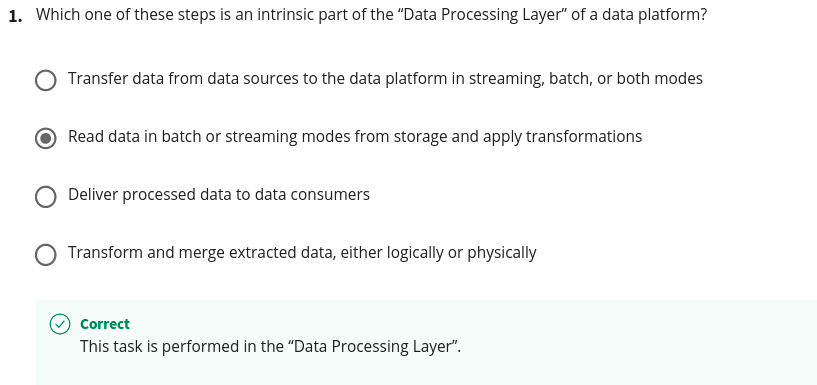 1. Which one of these steps is an intrinsic part of the “Data Processing Layer” of a data platform?
Transfer data from data sources to the data platform in streaming, batch, or both modes
Read data in batch or streaming modes from storage and apply transformations
Deliver processed data to data consumers
Transform and merge extracted data, either logically or physically
Correct
This task is performed in the “Data Processing Layer”.